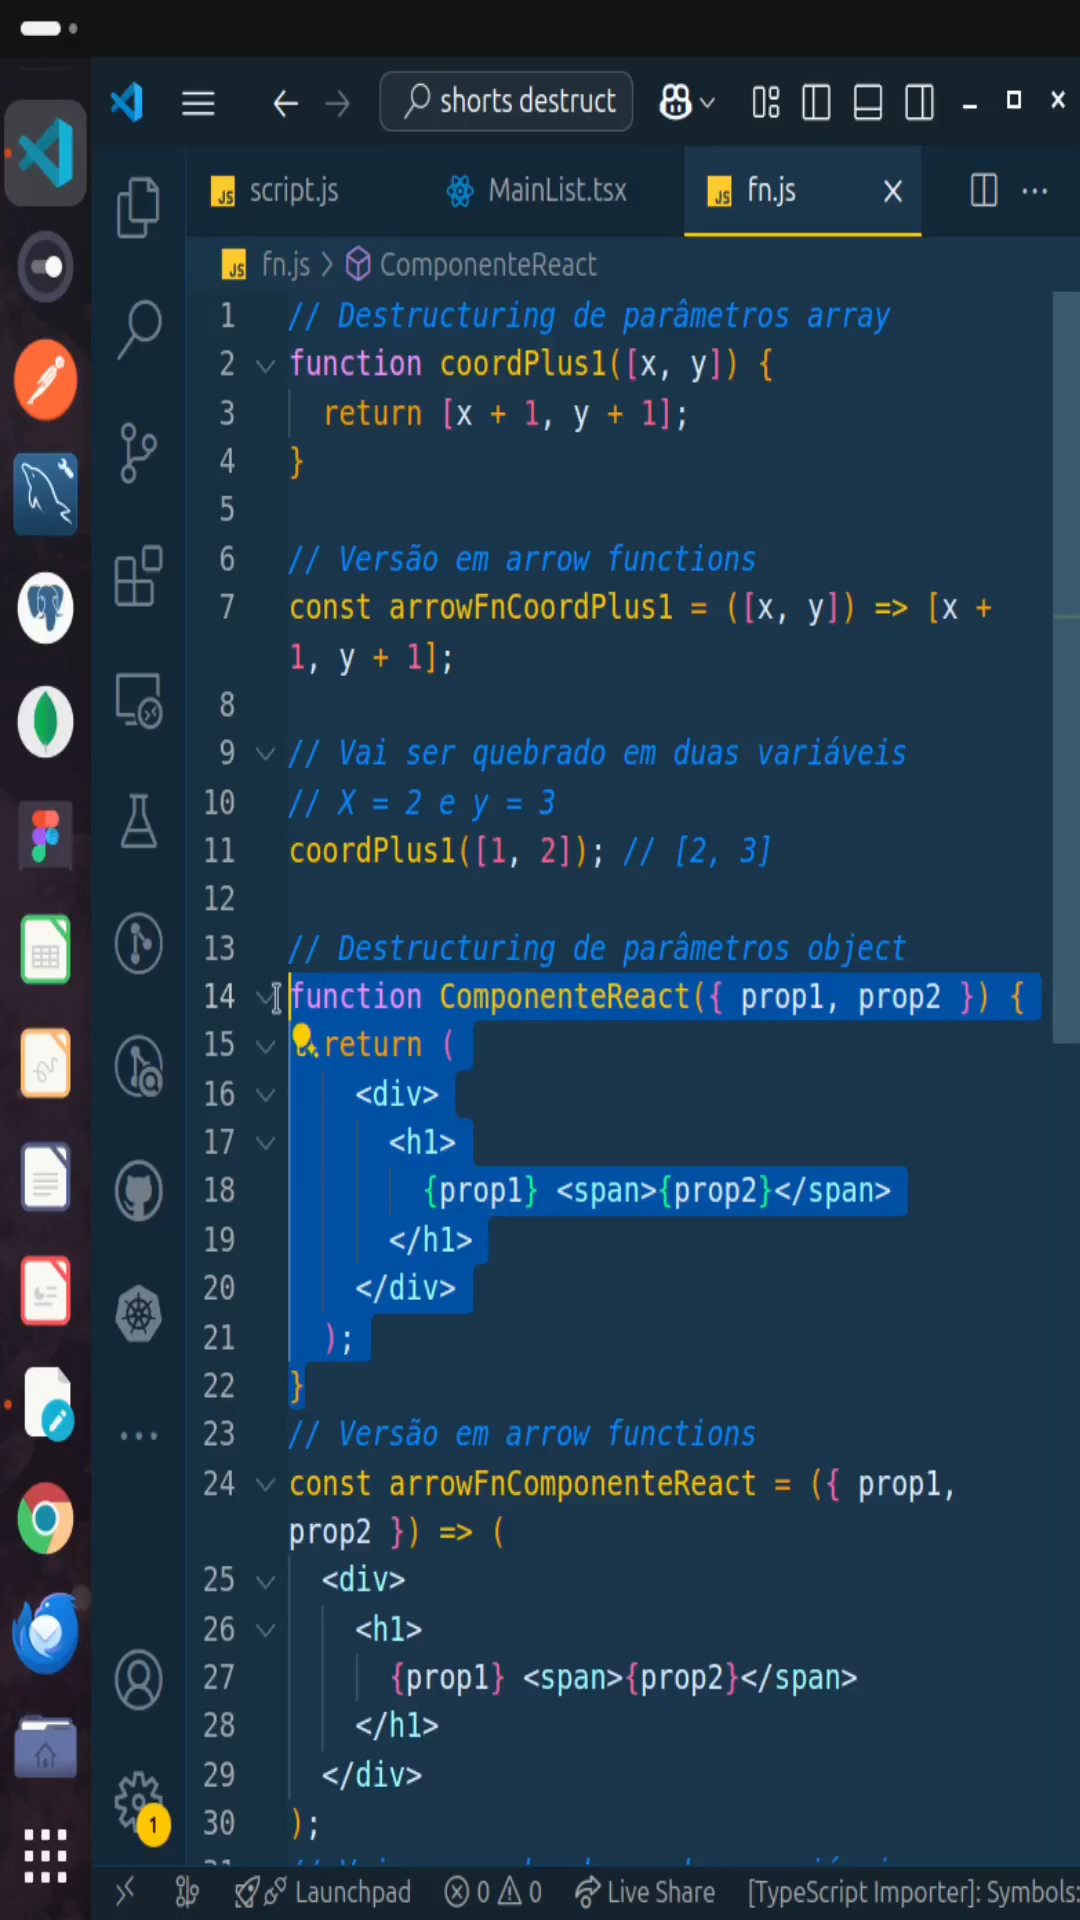 shorts destruct
script.js
MainList.tsx
fn.js
fn.js > ComponenteReact
1 // Destructuring de parâmetros array
2 function coordPlus1([x, y]) {
3 return [x + 1, y + 1];
4 }
5
6 // Versão em arrow functions
7 const arrowFnCoordPlus1 = ([x, y]) => [x +
1, y + 1];
8
9 // Vai ser quebrado em duas variáveis
10 // X = 2 e y = 3
11 coordPlus1([1, 2]); // [2, 3]
12
13 // Destructuring de parâmetros object
14 function ComponenteReact({ prop1, prop2 }) {
15 return (
16 <div>
17 <h1>
18 {prop1} <span>{prop2}</span>
19 </h1>
20 </div>
21 );
22 }
23 // Versão em arrow functions
24 const arrowFnComponenteReact = ({ prop1,
prop2 }) => (
25 <div>
26 <h1>
27 {prop1} <span>{prop2}</span>
28 </h1>
29 </div>
30 );
1
Launchpad 0 0 Live Share [TypeScript Importer]: Symbols: